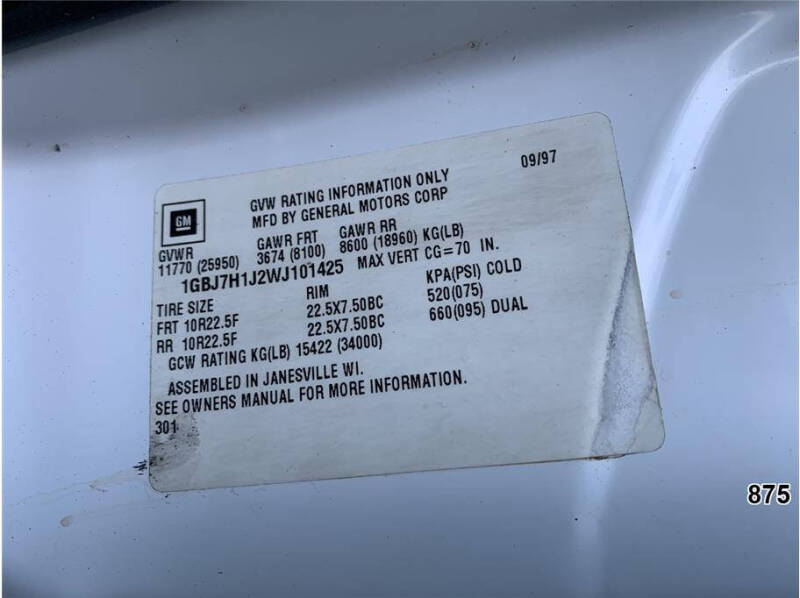 09/97
GM
GVW RATING INFORMATION ONLY
MFD BY GENERAL MOTORS CORP
GVWR GAWR FRT GAWR RR
11770 (25950) 3674 (8100) 8600 (18960) KG(LB)
1GBJ7H1J2WJ101425 MAX VERT CG=70 IN.
TIRE SIZE RIM KPA(PSI) COLD
FRT 10R22.5F 22.5X7.50BC 520(075)
RR 10R22.5F 22.5X7.50BC 660(095) DUAL
GCW RATING KG(LB) 15422 (34000)
ASSEMBLED IN JANESVILLE WI.
SEE OWNERS MANUAL FOR MORE INFORMATION.
301
875